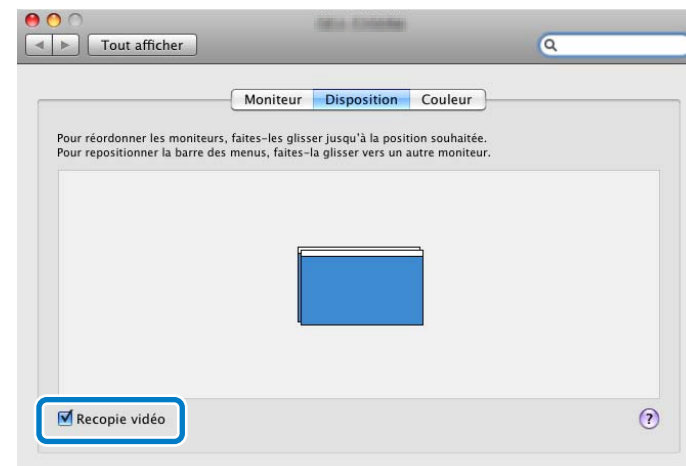 Tout afficher
Moniteur Disposition Couleur
Pour réordonner les moniteurs, faites-les glisser jusqu'à la position souhaitée.
Pour repositionner la barre des menus, faites-la glisser vers un autre moniteur.
Recopie vidéo
?